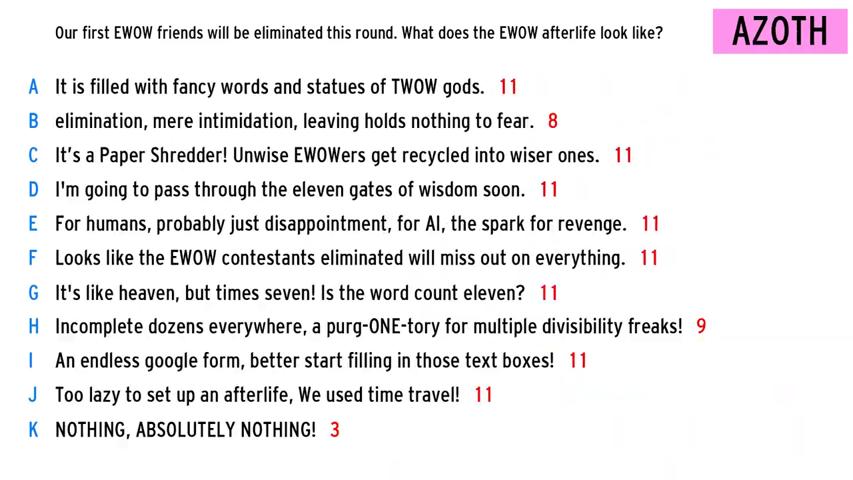 Our first EWOW friends will be eliminated this round. What does the EWOW afterlife look like?
AZOTH
A It is filled with fancy words and statues of TWOW gods. 11
B elimination, mere intimidation, leaving holds nothing to fear. 8
C It's a Paper Shredder! Unwise EWOWers get recycled into wiser ones. 11
D I'm going to pass through the eleven gates of wisdom soon. 11
E For humans, probably just disappointment, for AI, the spark for revenge. 11
F Looks like the EWOW contestants eliminated will miss out on everything. 11
G It's like heaven, but times seven! Is the word count eleven? 11
H Incomplete dozens everywhere, a purg-ONE-tory for multiple divisibility freaks! 9
I An endless google form, better start filling in those text boxes! 11
J Too lazy to set up an afterlife, We used time travel! 11
K NOTHING, ABSOLUTELY NOTHING! 3